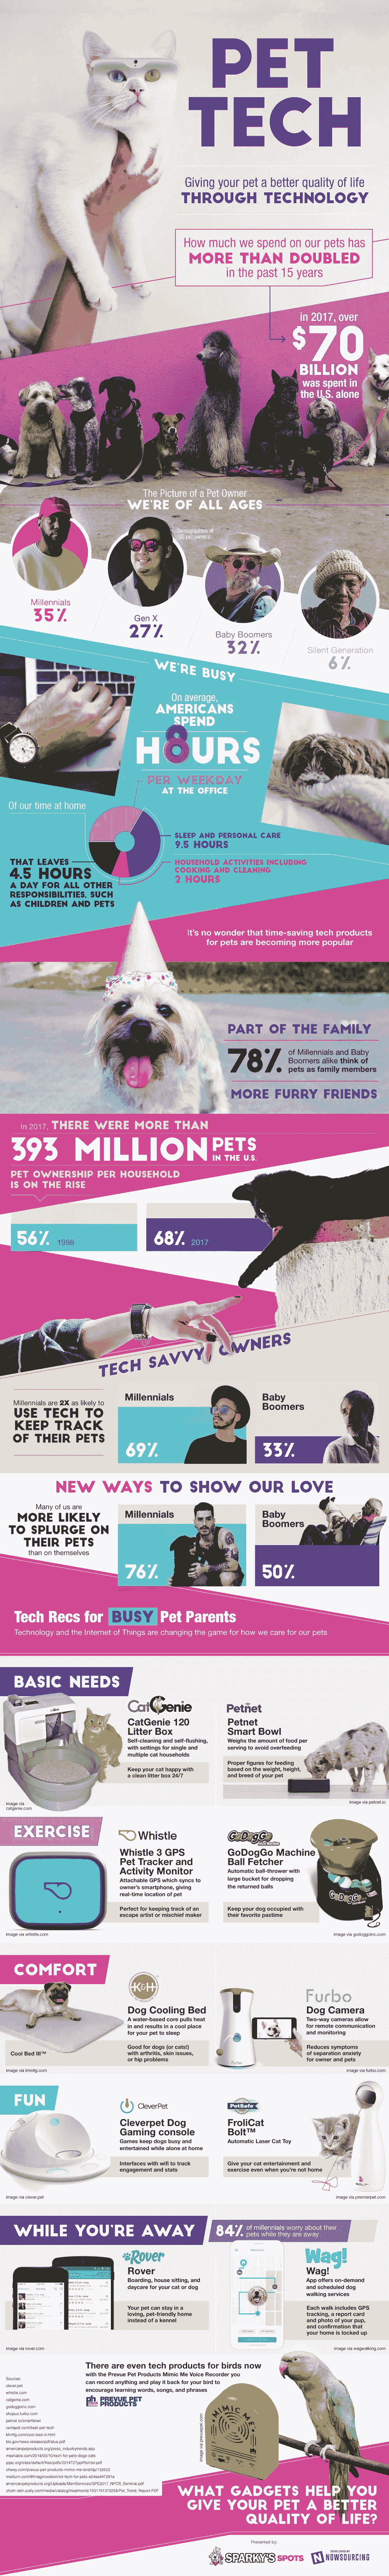 PET
TECH
Giving your pet a better quality of life
THROUGH TECHNOLOGY
How much we spend on our pets has
MORE THAN DOUBLED
in the past 15 years
in 2017, over
$70
BILLION
was spent in
the U.S. alone
The Picture of a Pet Owner
WE'RE OF ALL AGES
Demographics of
US pet owners:
Millennials
35%
Gen X
27%
Baby Boomers
32%
Silent Generation
6%
WE'RE BUSY
On average,
AMERICANS
SPEND
8
HOURS
PER WEEKDAY
AT THE OFFICE
Of our time at home
SLEEP AND PERSONAL CARE
9.5 HOURS
HOUSEHOLD ACTIVITIES INCLUDING
COOKING AND CLEANING
2 HOURS
THAT LEAVES
4.5 HOURS
A DAY FOR ALL OTHER
RESPONSIBILITIES, SUCH
AS CHILDREN AND PETS
It's no wonder that time-saving tech products
for pets are becoming more popular
PART OF THE FAMILY
78%
of Millennials and Baby
Boomers alike think of
pets as family members
MORE FURRY FRIENDS
In 2017, THERE WERE MORE THAN
393 MILLION PETS
IN THE U.S.
PET OWNERSHIP PER HOUSEHOLD
IS ON THE RISE
56% 1988
68% 2017
TECH SAVVY OWNERS
Millennials are 2X as likely to
USE TECH TO
KEEP TRACK
OF THEIR PETS
Millennials
69%
Baby
Boomers
33%
NEW WAYS TO SHOW OUR LOVE
Many of us are
MORE LIKELY
TO SPLURGE ON
THEIR PETS
than on themselves
Millennials
76%
Baby
Boomers
50%
Tech Recs for BUSY Pet Parents
Technology and the Internet of Things are changing the game for how we care for our pets
BASIC NEEDS
CatGenie
CatGenie 120
Litter Box
Self-cleaning and self-flushing,
with settings for single and
multiple cat households
Keep your cat happy with
a clean litter box 24/7
Image via
catgenie.com
Petnet
Petnet
Smart Bowl
Weighs the amount of food per
serving to avoid overfeeding
Proper figures for feeding
based on the weight, height,
and breed of your pet
Image via petnet.io
EXERCISE
Whistle
Whistle 3 GPS
Pet Tracker and
Activity Monitor
Attachable GPS which syncs to
owner's smartphone, giving
real-time location of pet
Perfect for keeping track of an
escape artist or mischief maker
Image via whistle.com
GoDogGo
GoDogGo Machine
Ball Fetcher
Automatic ball-thrower with
large bucket for dropping
the returned balls
Keep your dog occupied with
their favorite pastime
GoDogGo
Image via godoggoinc.com
COMFORT
K&H
Dog Cooling Bed
A water-based core pulls heat
in and results in a cool place
for your pet to sleep
Good for dogs (or cats!)
with arthritis, skin issues,
or hip problems
Cool Bed III™
Image via khmfg.com
Furbo
Dog Camera
Two-way cameras allow
for remote communication
and monitoring
Reduces symptoms
of separation anxiety
for owner and pets
Image via furbo.com
FUN
CleverPet
Cleverpet Dog
Gaming console
Games keep dogs busy and
entertained while alone at home
Interfaces with wifi to track
engagement and stats
Image via clever.pet
PetSafe
FroliCat
Bolt™
Automatic Laser Cat Toy
Give your cat entertainment and
exercise even when you're not home
Image via premierpet.com
WHILE YOU'RE AWAY
84% of millennials worry about their
pets while they are away
Rover
Rover
Boarding, house sitting, and
daycare for your cat or dog
Your pet can stay in a
loving, pet-friendly home
instead of a kennel
Image via rover.com
Wag!
Wag!
App offers on-demand
and scheduled dog
walking services
Each walk includes GPS
tracking, a report card
and photo of your pup,
and confirmation that
your home is locked up
Image via wagwalking.com
There are even tech products for birds now
with the Prevue Pet Products Mimic Me Voice Recorder you
can record anything and play it back for your bird to
encourage learning words, songs, and phrases
PREVUE PET
PRODUCTS
MIMIC
Sources:
clever.pet
whistle.com
catgenie.com
godoggoinc.com
shopus.furbo.com
WHAT GADGETS HELP YOU
GIVE YOUR PET A BETTER
QUALITY OF LIFE?
Presented by:
SPARKY'S SPOTS
NOWSOURCING